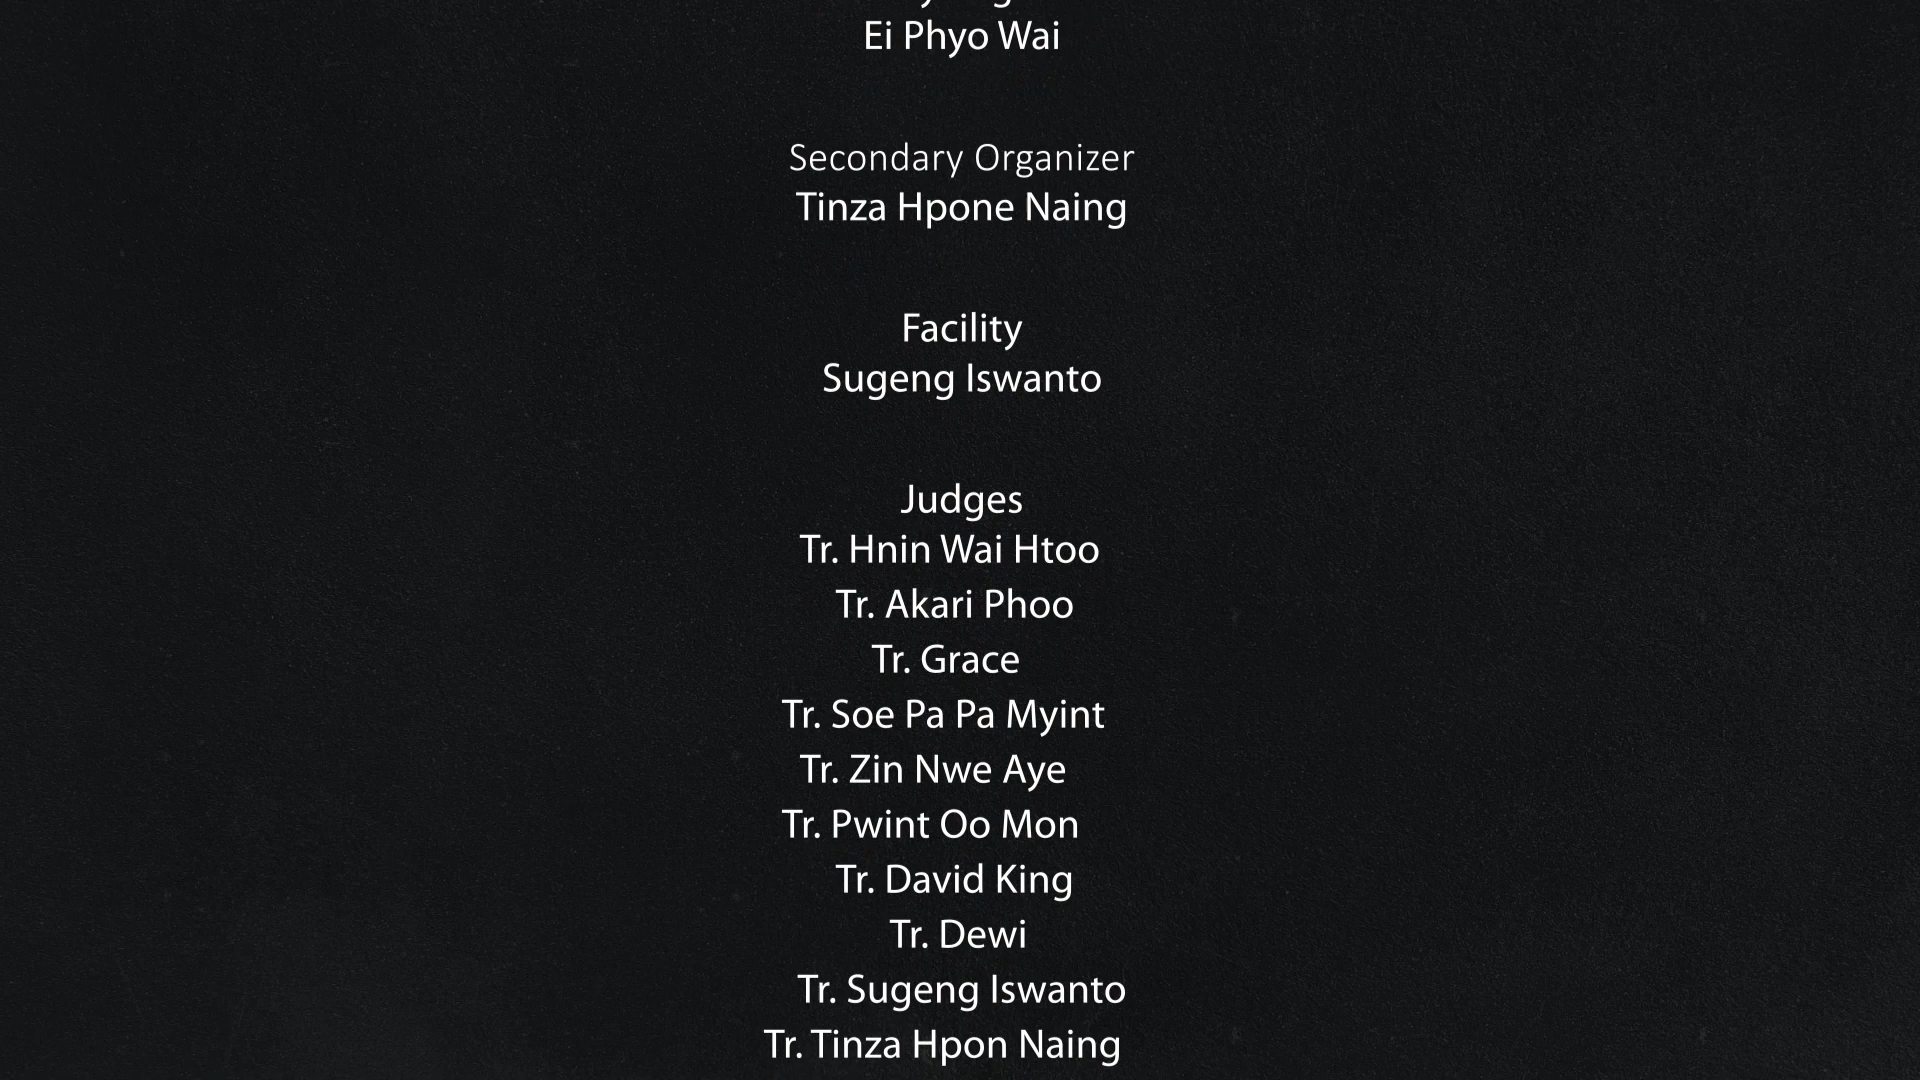 Ei Phyo Wai
Secondary Organizer
Tinza Hpone Naing
Facility
Sugeng Iswanto
Judges
Tr. Hnin Wai Htoo
Tr. Akari Phoo
Tr. Grace
Tr. Soe Pa Pa Myint
Tr. Zin Nwe Aye
Tr. Pwint Oo Mon
Tr. David King
Tr. Dewi
Tr. Sugeng Iswanto
Tr. Tinza Hpon Naing